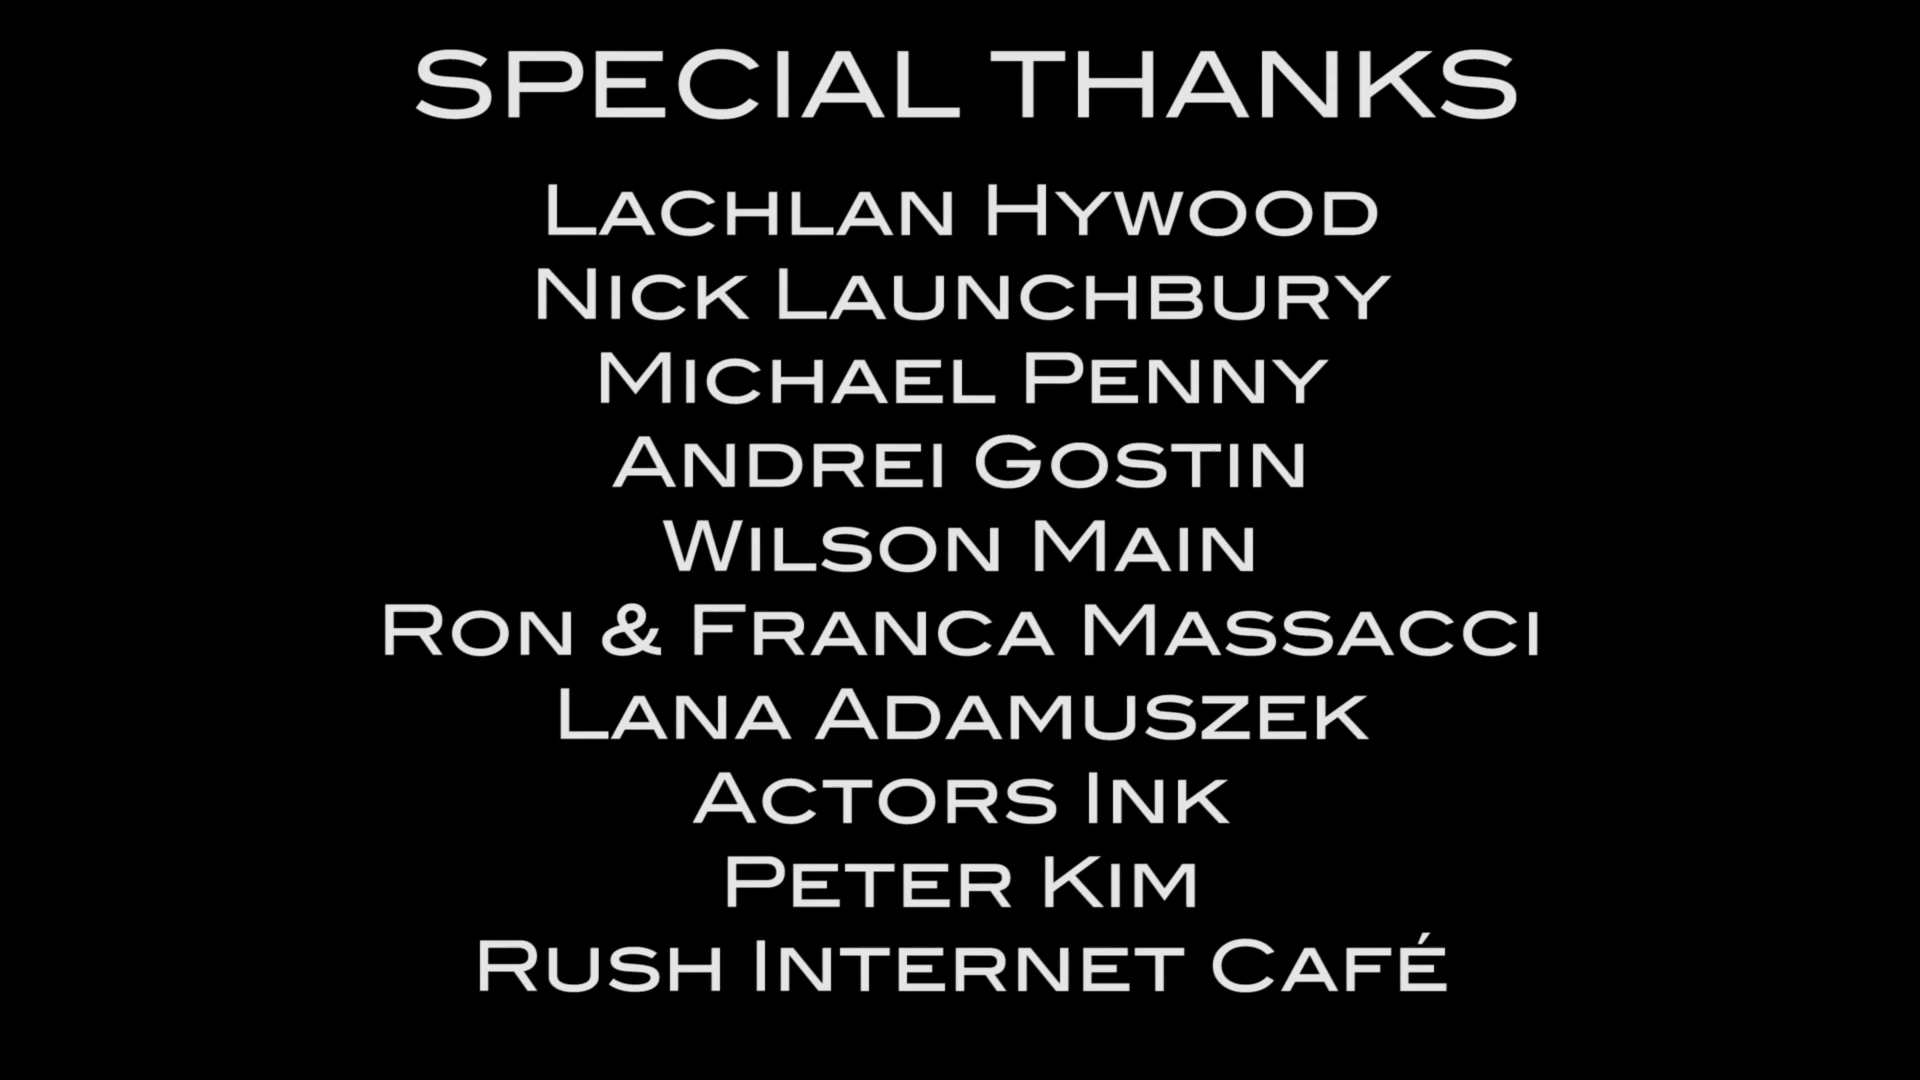 SPECIAL THANKS
Lachlan Hywood
Nick Launchbury
Michael Penny
Andrei Gostin
Wilson Main
Ron & Franca Massacci
Lana Adamuszek
Actors Ink
Peter Kim
Rush Internet Café